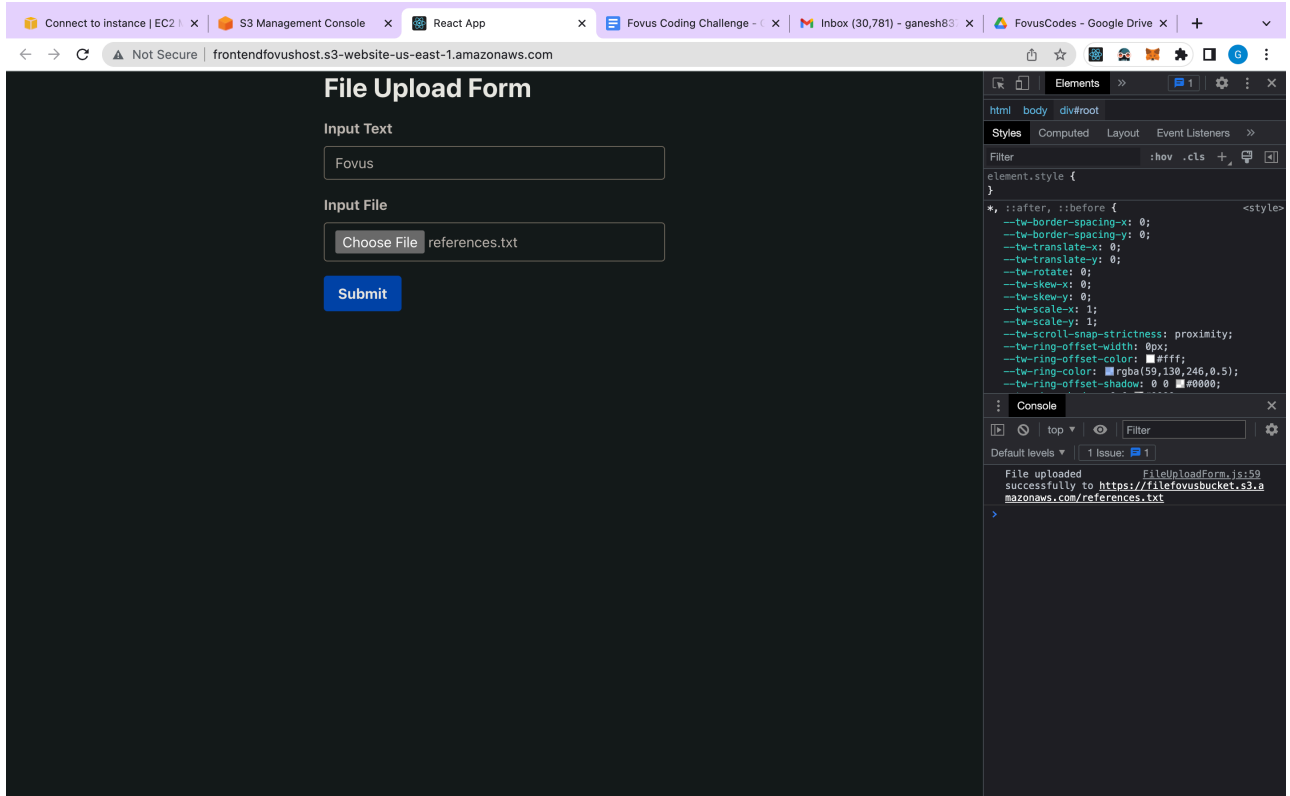 Connect to instance | EC2 M
S3 Management Console
React App
Fovus Coding Challenge - G
Inbox (30,781) - ganesh837
FovusCodes - Google Drive
Not Secure | frontendfovushost.s3-website-us-east-1.amazonaws.com
G
File Upload Form
Input Text
Fovus
Input File
Choose File references.txt
Submit
Elements » 1
html body div#root
Styles Computed Layout Event Listeners »
Filter :hov .cls +
element.style {
}
*, ::after, ::before { <style>
--tw-border-spacing-x: 0;
--tw-border-spacing-y: 0;
--tw-translate-x: 0;
--tw-translate-y: 0;
--tw-rotate: 0;
--tw-skew-x: 0;
--tw-skew-y: 0;
--tw-scale-x: 1;
--tw-scale-y: 1;
--tw-scroll-snap-strictness: proximity;
--tw-ring-offset-width: 0px;
--tw-ring-offset-color: #fff;
--tw-ring-color: rgba(59,130,246,0.5);
--tw-ring-offset-shadow: 0 0 #0000;
Console
top Filter
Default levels 1 Issue: 1
File uploaded FileUploadForm.js:59
successfully to https://filefovusbucket.s3.a
mazonaws.com/references.txt